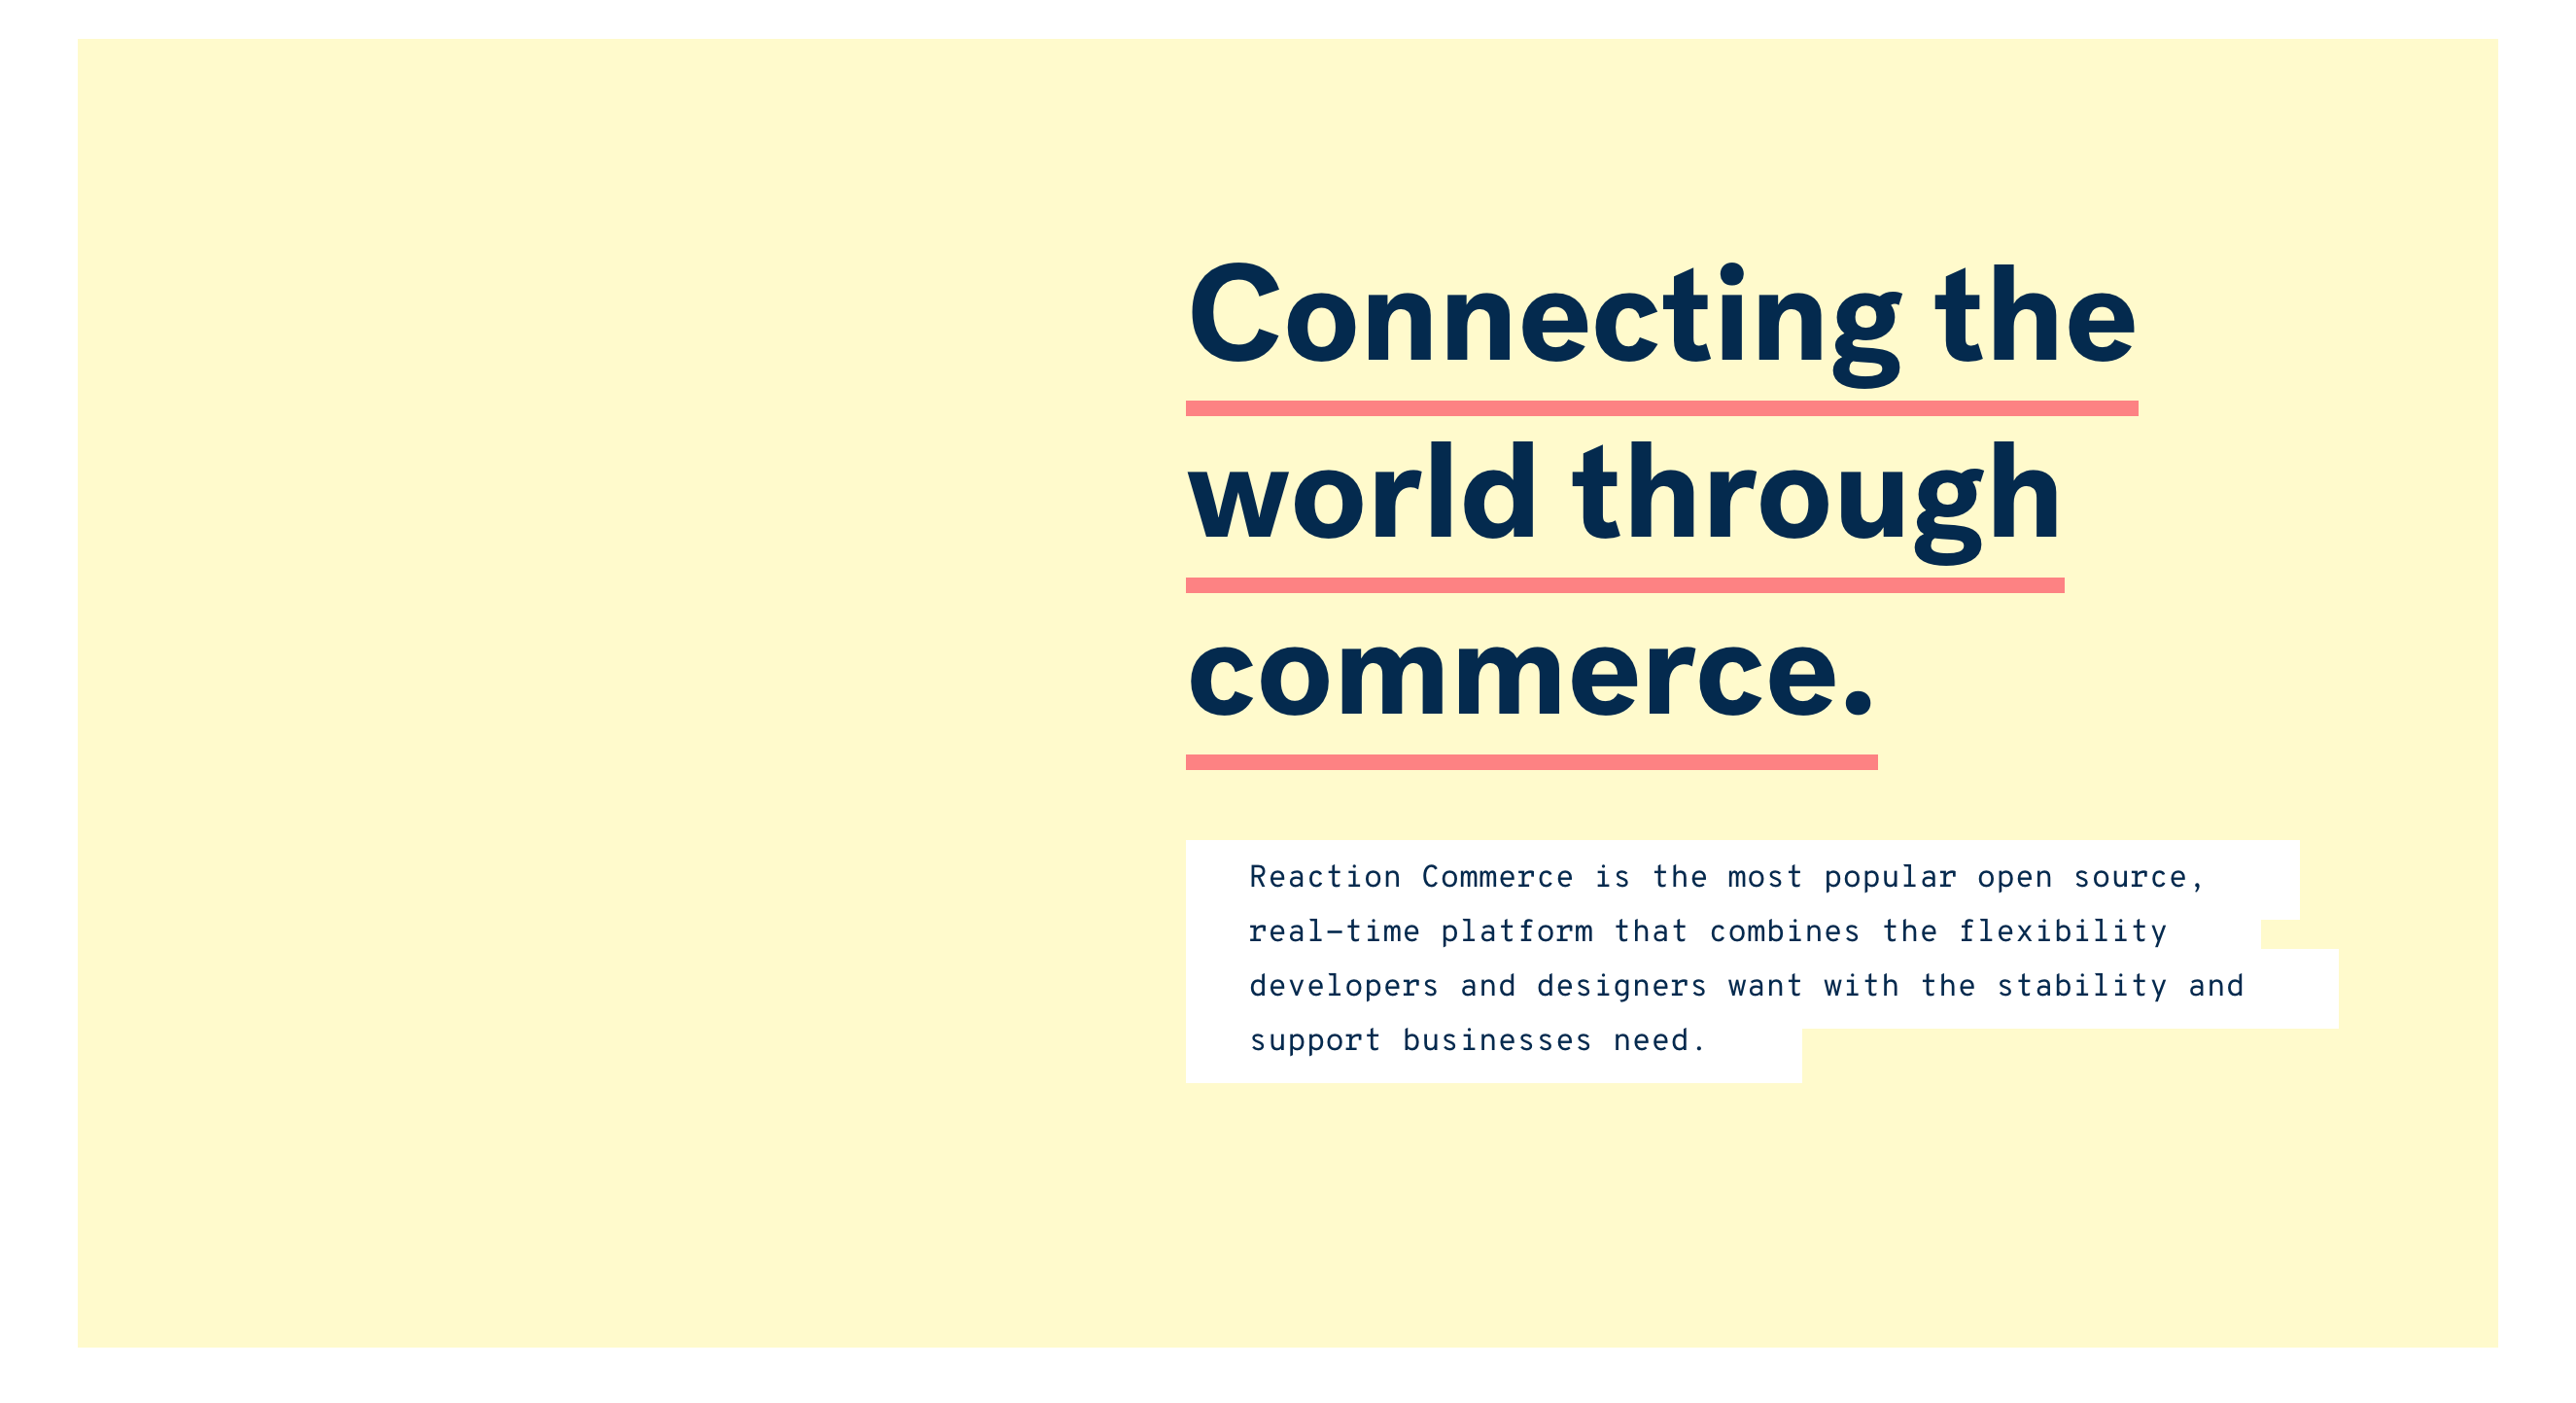 Connecting the
world through
commerce.
Reaction Commerce is the most popular open source,
real-time platform that combines the flexibility
developers and designers want with the stability and
support businesses need.